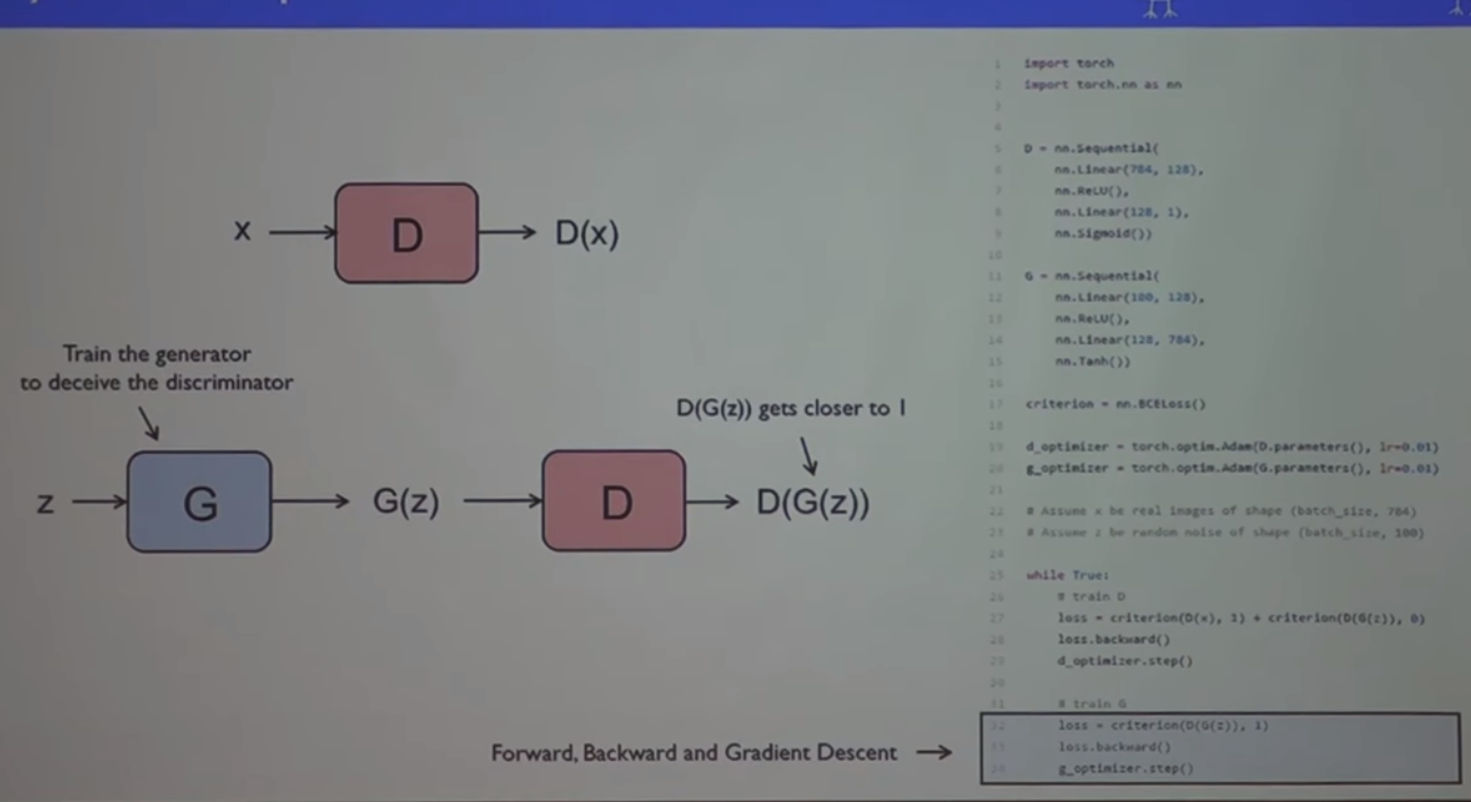 x
D
D(x)
Train the generator
to deceive the discriminator
D(G(z)) gets closer to 1
z
G
G(z)
D
D(G(z))
Forward, Backward and Gradient Descent
1 import torch
2 import torch.nn as nn
3
4
5 D = nn.Sequential(
6 nn.Linear(784, 128),
7 nn.ReLU(),
8 nn.Linear(128, 1),
9 nn.Sigmoid())
10
11 G = nn.Sequential(
12 nn.Linear(100, 128),
13 nn.ReLU(),
14 nn.Linear(128, 784),
15 nn.Tanh())
16
17 criterion = nn.BCELoss()
18
19 d_optimizer = torch.optim.Adam(D.parameters(), lr=0.01)
20 g_optimizer = torch.optim.Adam(G.parameters(), lr=0.01)
21
22 # Assume x be real images of shape (batch_size, 784)
23 # Assume z be random noise of shape (batch_size, 100)
24
25 while True:
26 # train D
27 loss = criterion(D(x), 1) + criterion(D(G(z)), 0)
28 loss.backward()
29 d_optimizer.step()
30
31 # train G
32 loss = criterion(D(G(z)), 1)
33 loss.backward()
34 g_optimizer.step()